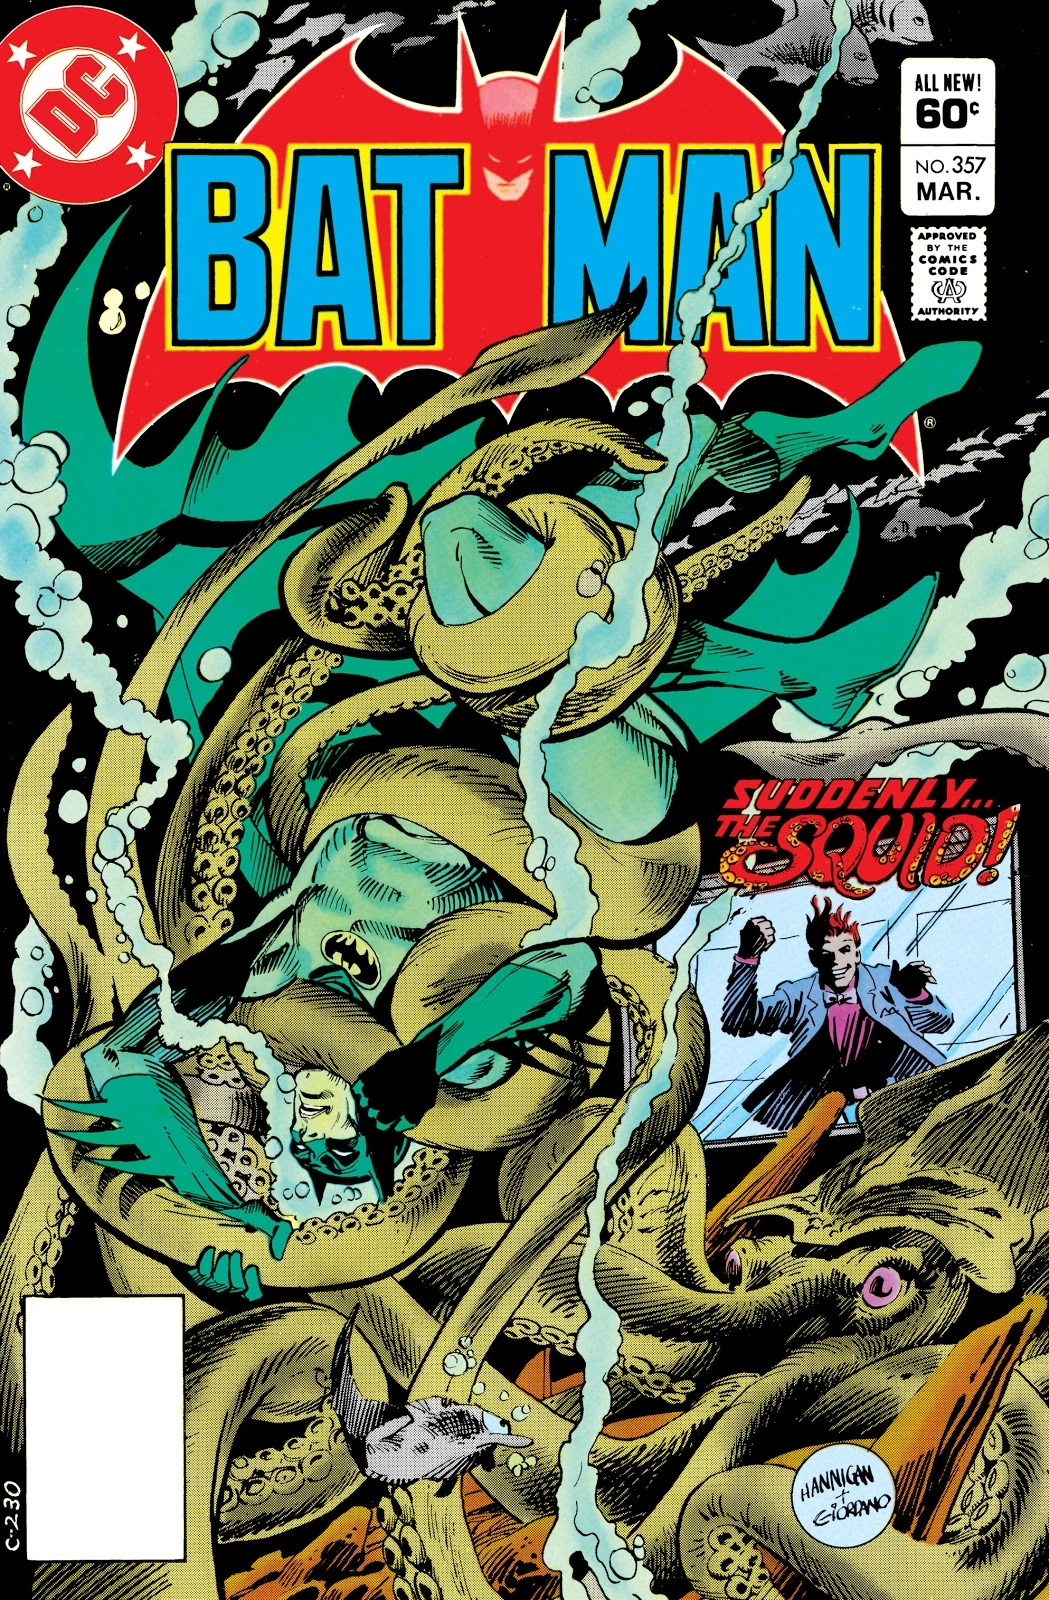 DC
ALL NEW!
60¢
NO. 357
MAR.
APPROVED
BY THE
COMICS
CODE
CA
AUTHORITY
BATMAN
®
®
SUDDENLY...
THE SQUID!
HANNIGAN
+
GIORDANO
C-230